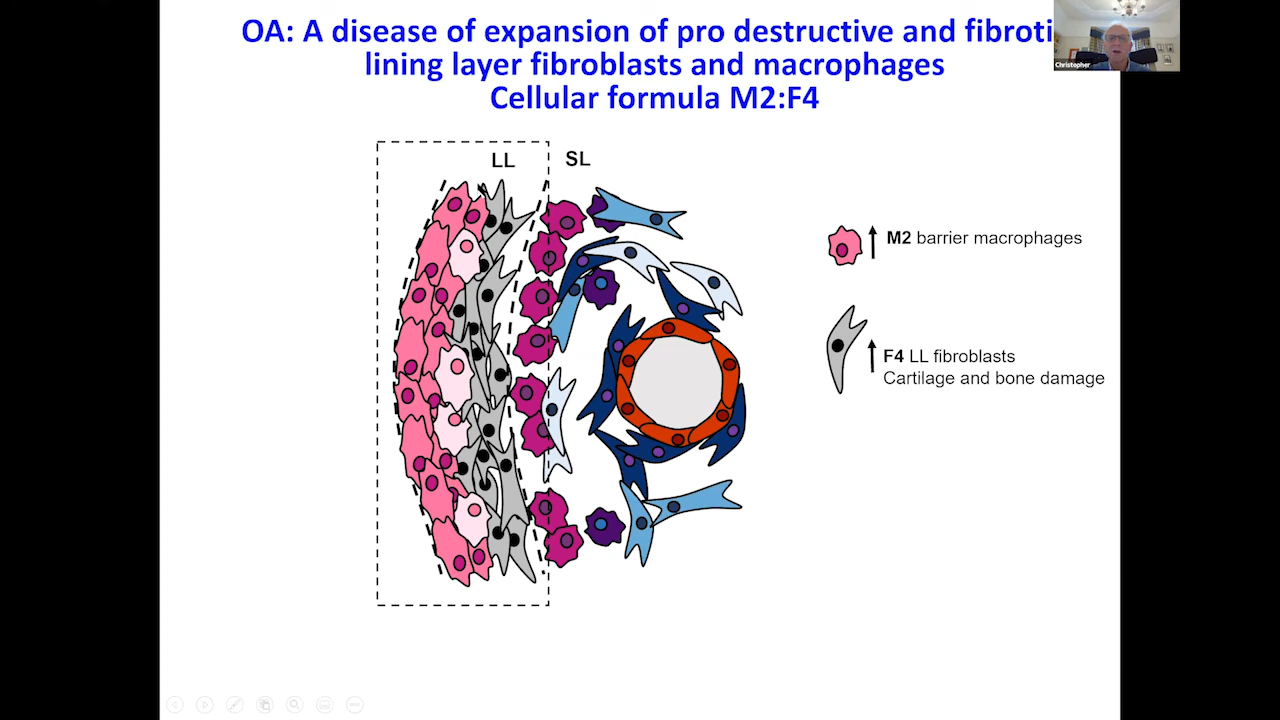 OA: A disease of expansion of pro destructive and fibroti
lining layer fibroblasts and macrophages
Cellular formula M2:F4
Christopher
LL
SL
M2 barrier macrophages
F4 LL fibroblasts
Cartilage and bone damage